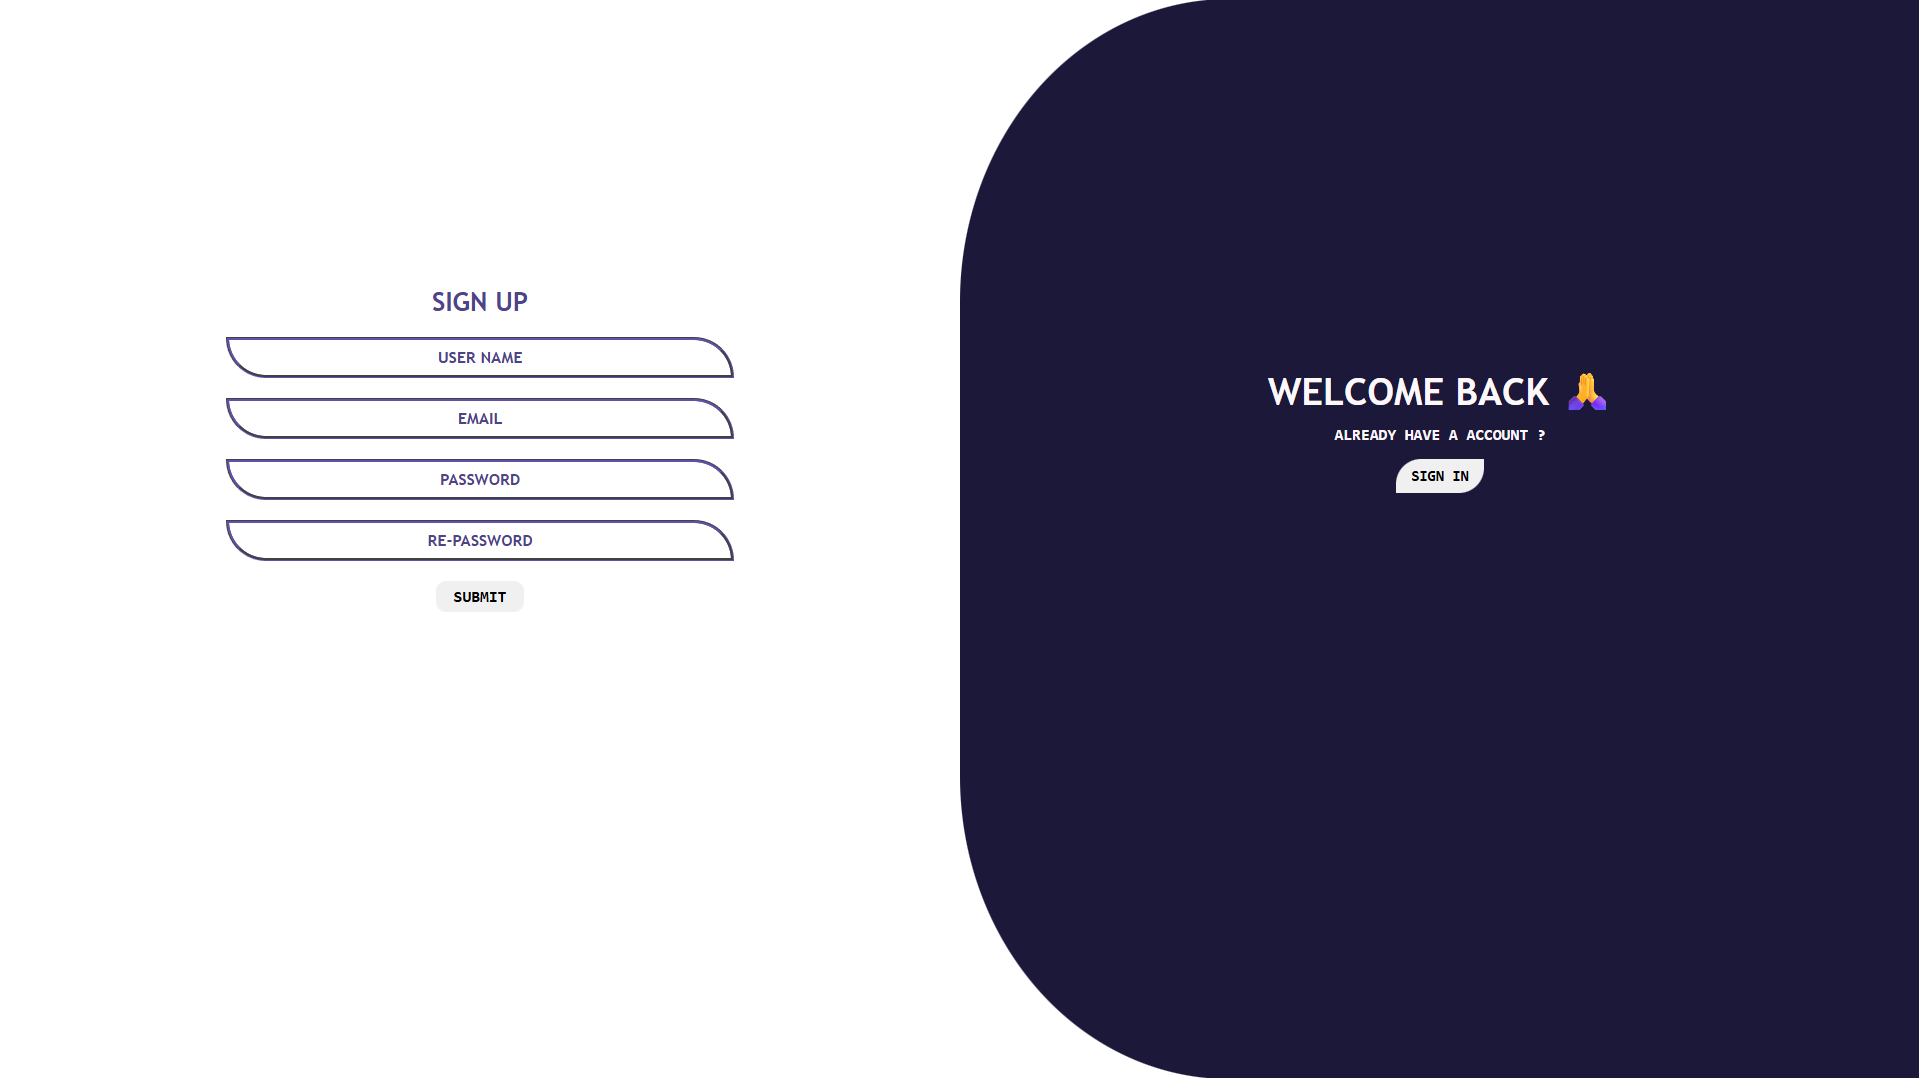 SIGN UP
USER NAME
EMAIL
PASSWORD
RE-PASSWORD
SUBMIT
WELCOME BACK 🙏
ALREADY HAVE A ACCOUNT ?
SIGN IN